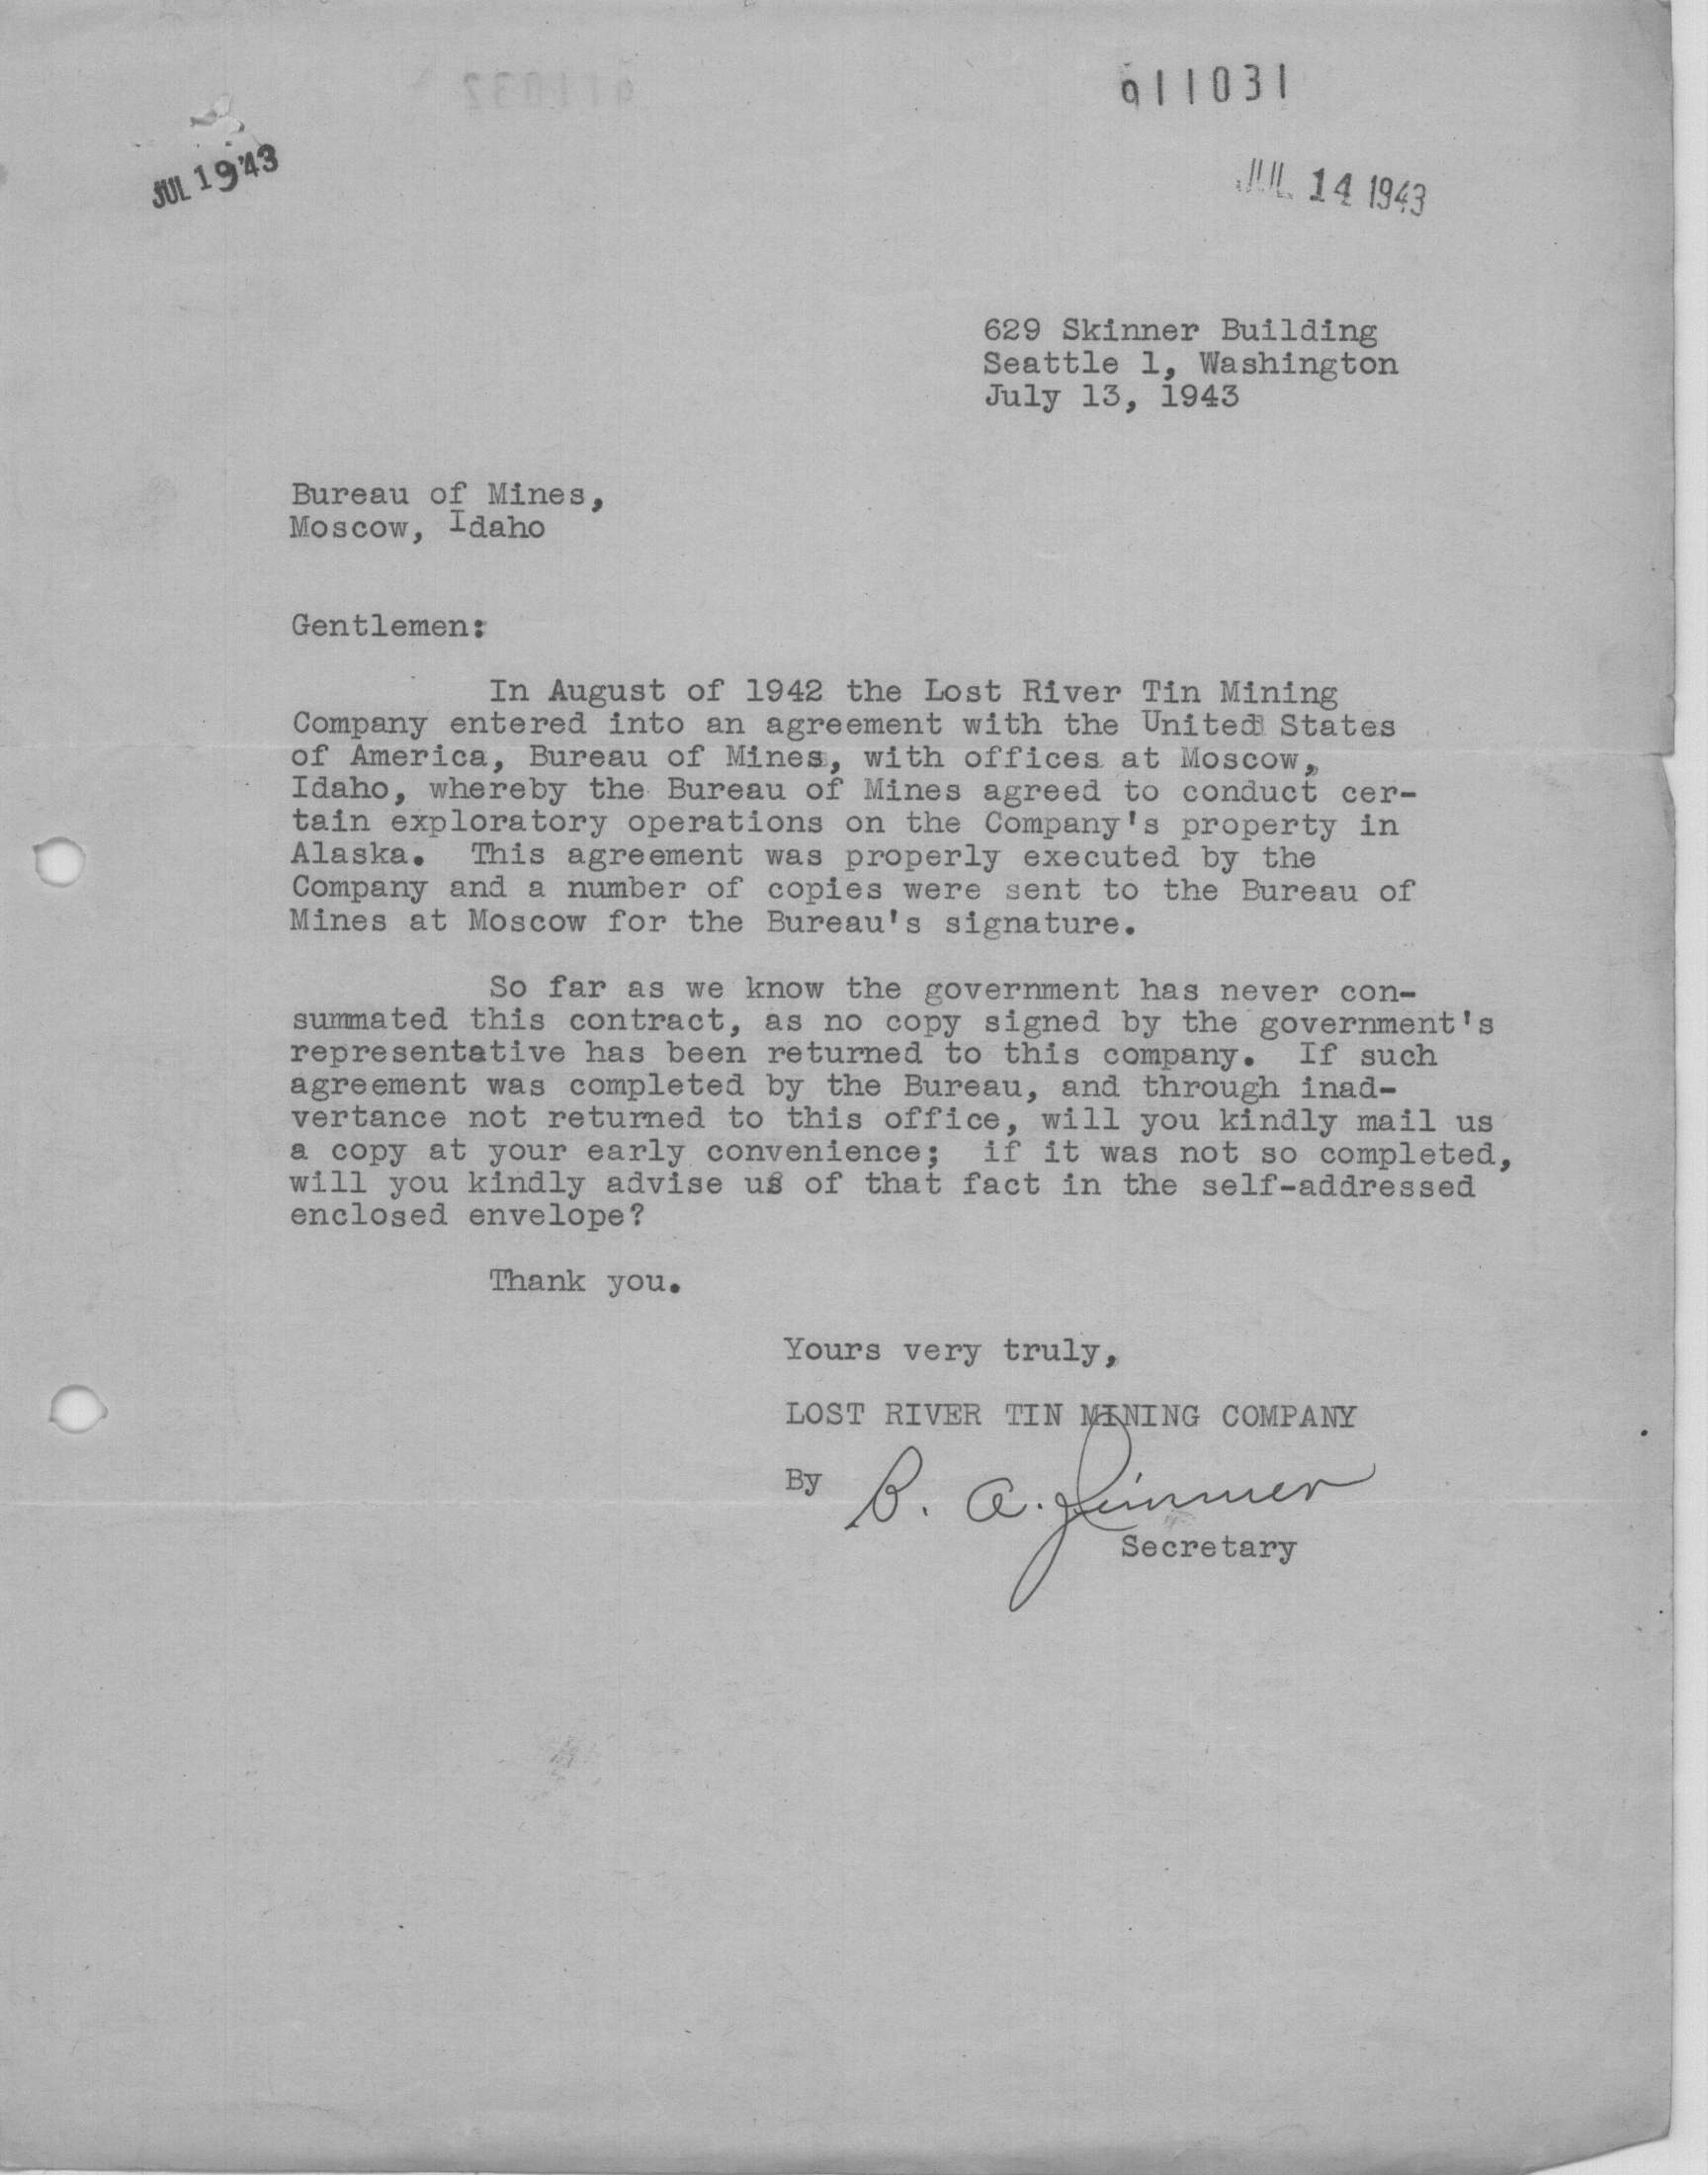 911031
JUL 19 '43
JUL 14 1943
629 Skinner Building
Seattle 1, Washington
July 13, 1943
Bureau of Mines,
Moscow, Idaho
Gentlemen:
In August of 1942 the Lost River Tin Mining
Company entered into an agreement with the United States
of America, Bureau of Mines, with offices at Moscow,
Idaho, whereby the Bureau of Mines agreed to conduct cer-
tain exploratory operations on the Company's property in
Alaska. This agreement was properly executed by the
Company and a number of copies were sent to the Bureau of
Mines at Moscow for the Bureau's signature.
So far as we know the government has never con-
summated this contract, as no copy signed by the government's
representative has been returned to this company. If such
agreement was completed by the Bureau, and through inad-
vertance not returned to this office, will you kindly mail us
a copy at your early convenience; if it was not so completed,
will you kindly advise us of that fact in the self-addressed
enclosed envelope?
Thank you.
Yours very truly,
LOST RIVER TIN MINING COMPANY
By B. A.
Secretary